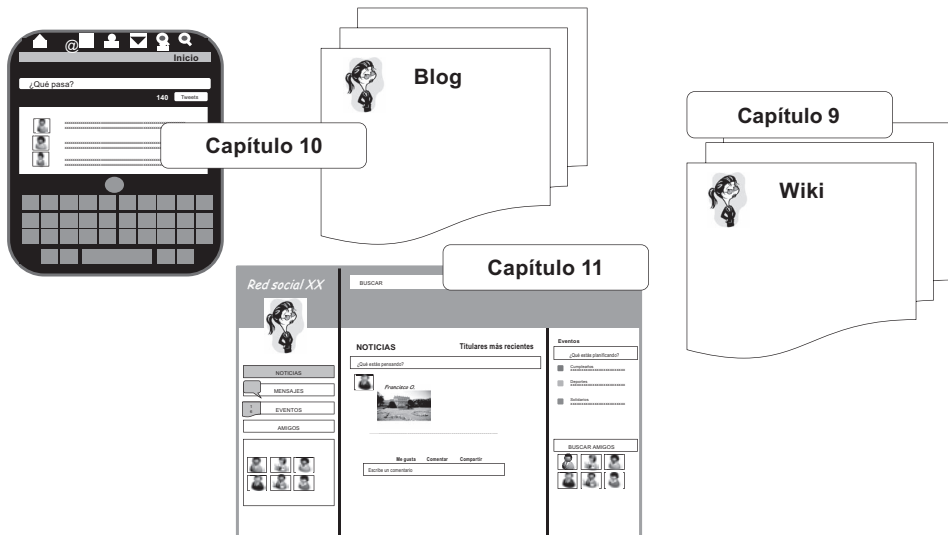 @
Inicio
¿Qué pasa?
140 Tweets
Capítulo 10
Blog
Capítulo 9
Wiki
Capítulo 11
Red social XX
BUSCAR
NOTICIAS
MENSAJES
EVENTOS
AMIGOS
NOTICIAS Titulares más recientes
¿Qué estás pensando?
Francisco O.
Me gusta Comentar Compartir
Escribe un comentario
Eventos
¿Qué estás planificando?
Cumpleaños
Deportes
BUSCAR AMIGOS